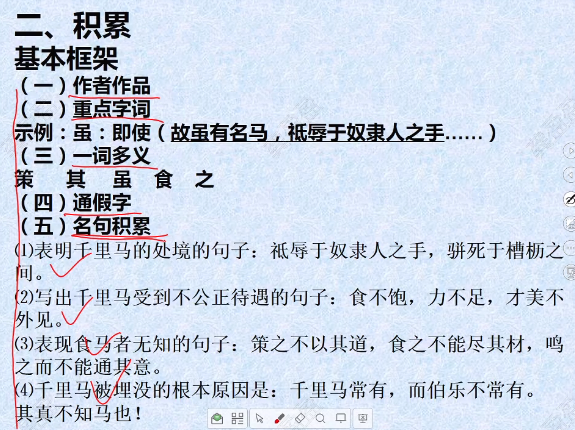 二、积累
基本框架
（一）作者作品
（二）重点字词
示例：虽：即使（故虽有名马，祗辱于奴隶人之手……）
（三）一词多义
策 其 虽 食 之
（四）通假字
（五）名句积累
⑴表明千里马的处境的句子：祗辱于奴隶人之手，骈死于槽枥之
间。
⑵写出千里马受到不公正待遇的句子：食不饱，力不足，才美不
外见。
⑶表现食马者无知的句子：策之不以其道，食之不能尽其材，鸣
之而不能通其意。
⑷千里马被埋没的根本原因是：千里马常有，而伯乐不常有。
其真不知马也！